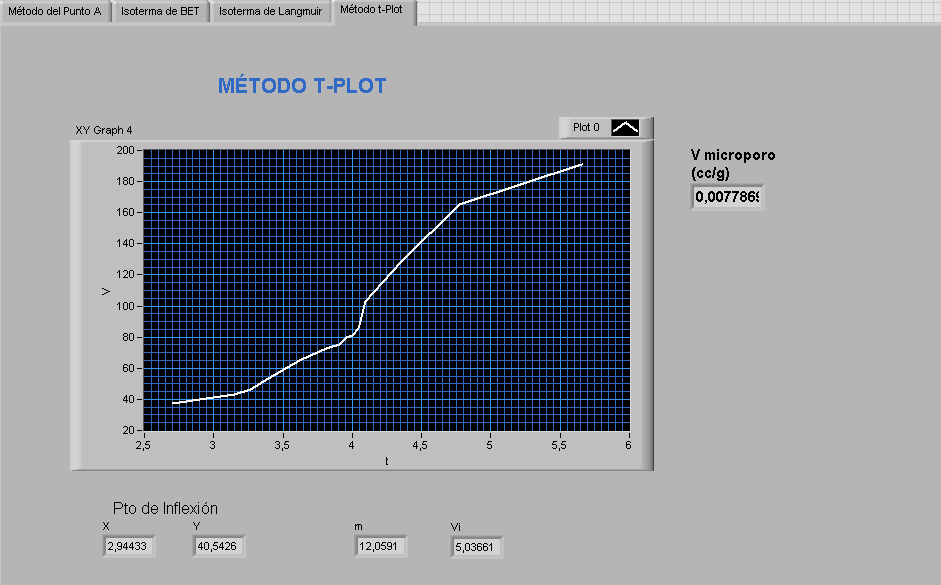 Método del Punto A
Isoterma de BET
Isoterma de Langmuir
Método t-Plot
MÉTODO T-PLOT
XY Graph 4
Plot 0
V microporo
(cc/g)
0,007786
200
180
160
140
120
100
80
60
40
20
V
2,5
3
3,5
4
4,5
5
5,5
6
t
Pto de Inflexión
X
Y
m
Vi
2,94433
40,5426
12,0591
5,03661